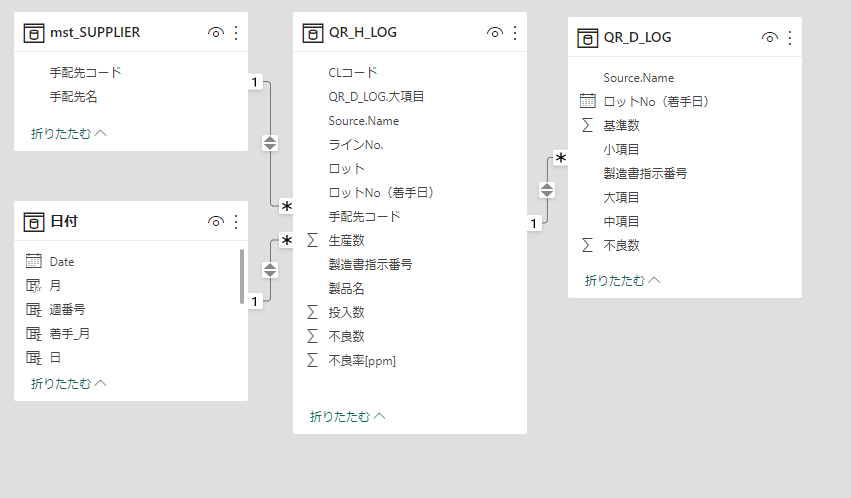 mst_SUPPLIER
手配先コード
手配先名
折りたたむ
日付
Date
月
週番号
着手_月
日
折りたたむ
QR_H_LOG
CLコード
QR_D_LOG.大項目
Source.Name
ラインNo.
ロット
ロットNo（着手日）
手配先コード
生産数
製造書指示番号
製品名
投入数
不良数
不良率[ppm]
折りたたむ
QR_D_LOG
Source.Name
ロットNo（着手日）
基準数
小項目
製造書指示番号
大項目
中項目
不良数
折りたたむ
1
*
*
1
*
1